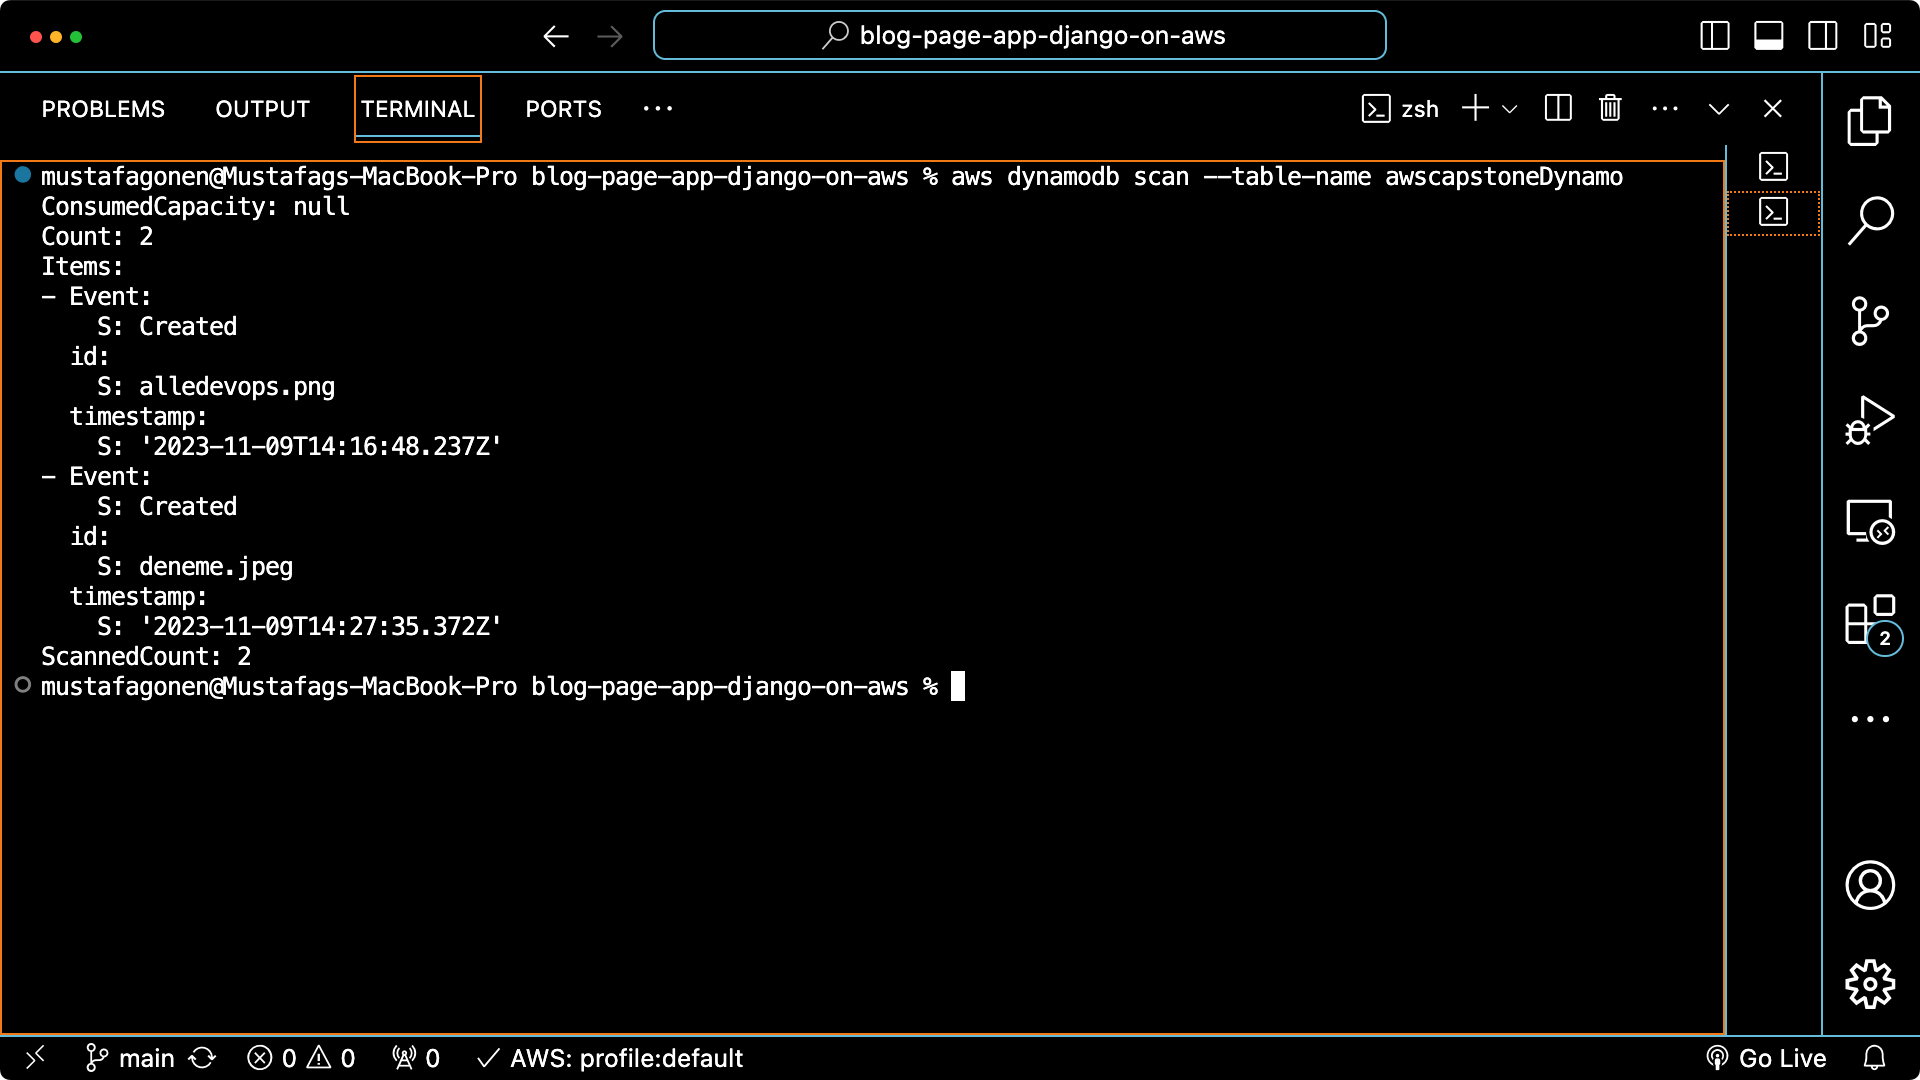 blog-page-app-django-on-aws
PROBLEMS OUTPUT TERMINAL PORTS ...
zsh
mustafagonen@Mustafags-MacBook-Pro blog-page-app-django-on-aws % aws dynamodb scan --table-name awscapstoneDynamo
ConsumedCapacity: null
Count: 2
Items:
- Event:
    S: Created
  id:
    S: alledevops.png
  timestamp:
    S: '2023-11-09T14:16:48.237Z'
- Event:
    S: Created
  id:
    S: deneme.jpeg
  timestamp:
    S: '2023-11-09T14:27:35.372Z'
ScannedCount: 2
mustafagonen@Mustafags-MacBook-Pro blog-page-app-django-on-aws %
2
main 0 0 0 AWS: profile:default Go Live